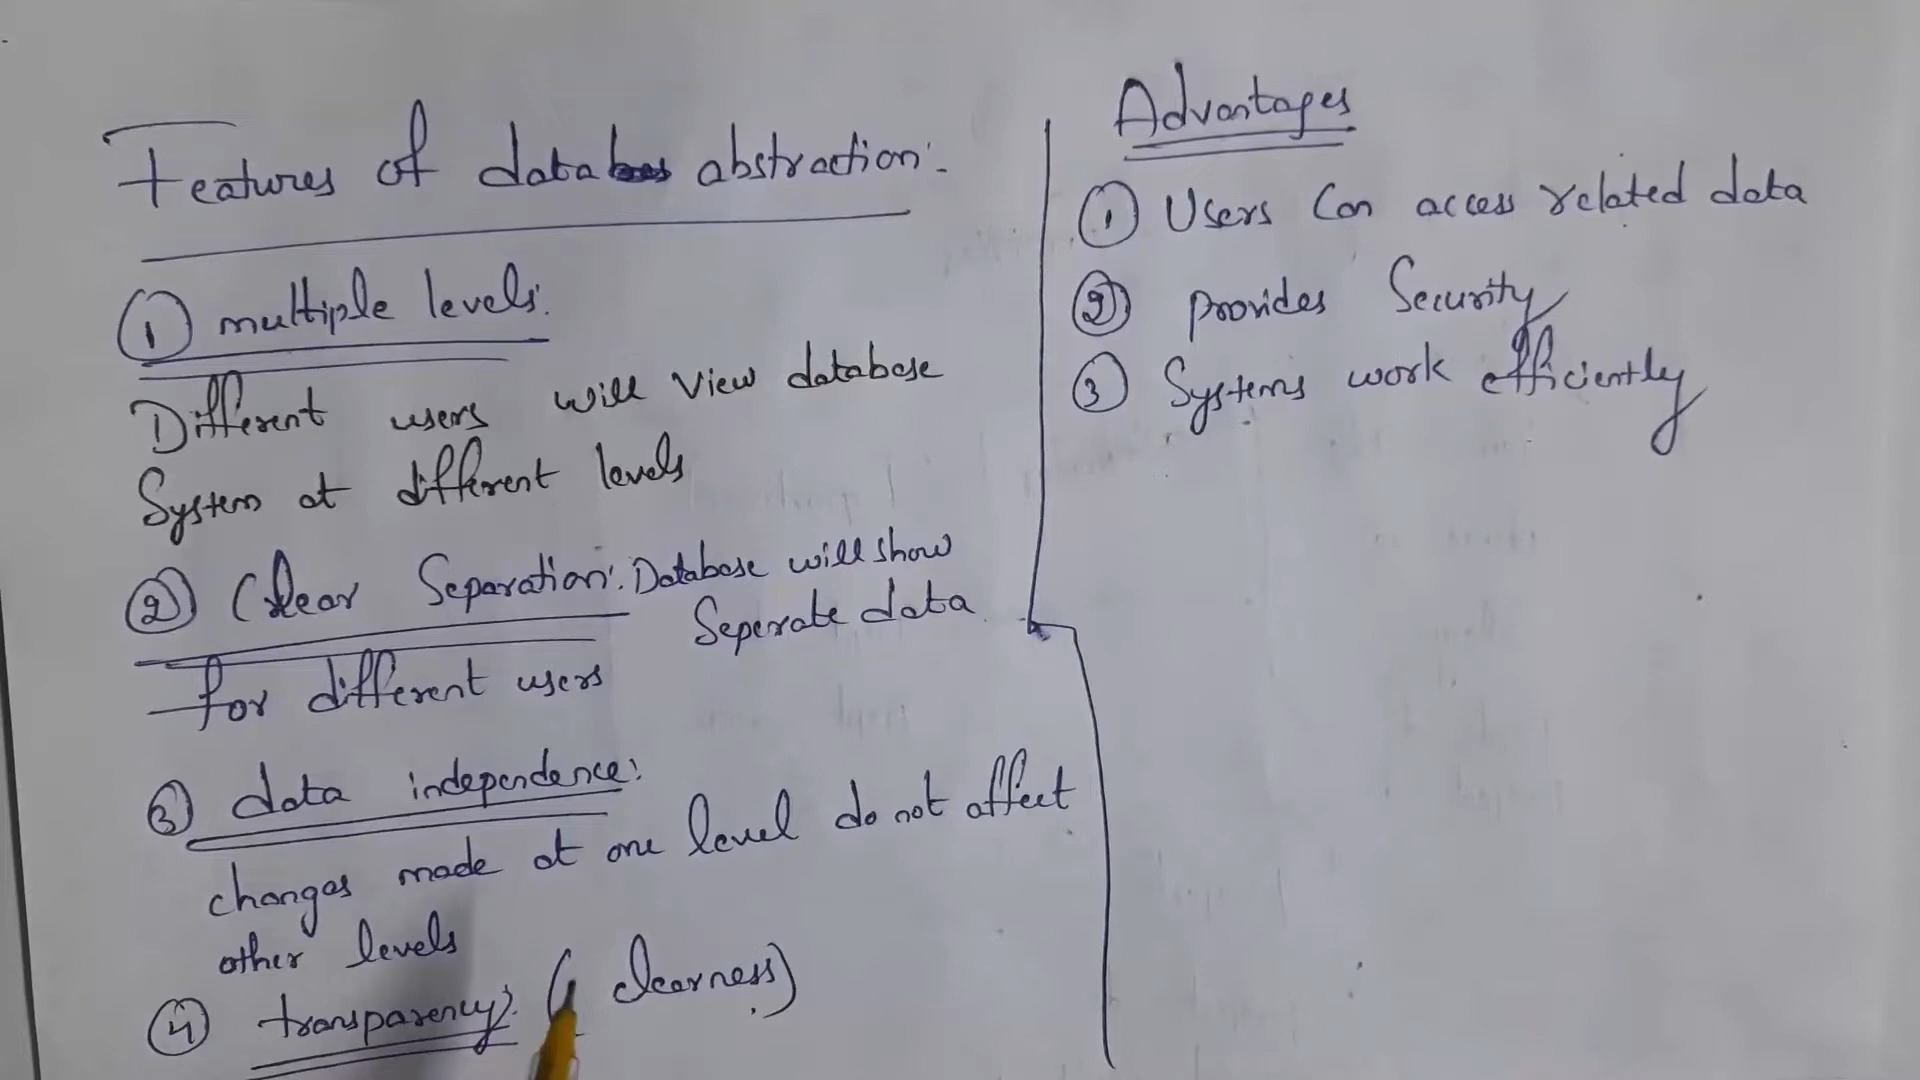 Features of data abstraction:
① multiple levels:
Different users will view database
System at different levels
② Clear Separation: Database will show
Seperate data
for different users
③ data independence:
changes made at one level do not affect
other levels
④ transparency: (clearness)
Advantages
① Users can access related data
② provides Security
③ Systems work efficiently